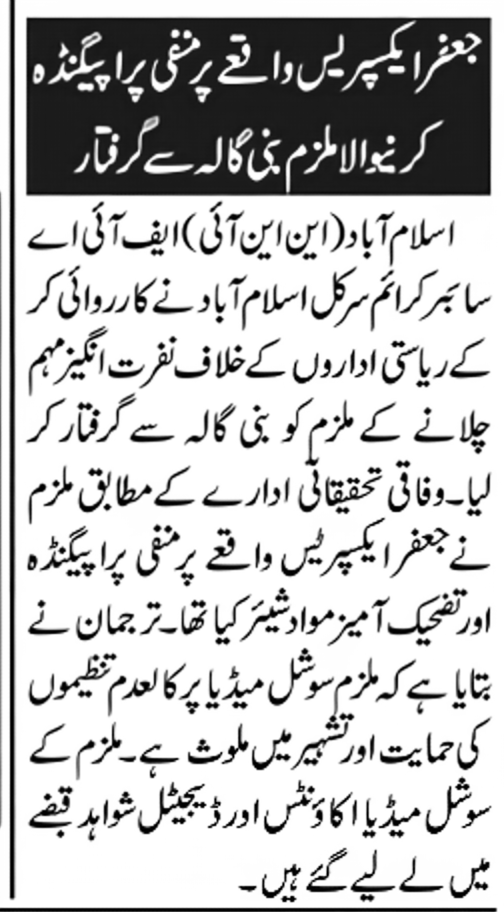 جعفر ایکسپریس واقعے پر منفی پراپیگنڈہ
کرنیوالا ملزم بنی گالہ سے گرفتار
اسلام آباد (این این آئی) ایف آئی اے
سائبر کرائم سرکل اسلام آباد نے کارروائی کر
کے ریاستی اداروں کے خلاف نفرت انگیز مہم
چلانے کے ملزم کو بنی گالہ سے گرفتار کر
لیا۔ وفاقی تحقیقاتی ادارے کے مطابق ملزم
نے جعفر ایکسپریس واقعے پر منفی پراپیگنڈہ
اور تضحیک آمیز مواد شیئر کیا تھا۔ ترجمان نے
بتایا ہے کہ ملزم سوشل میڈیا پر کالعدم تنظیموں
کی حمایت اور تشہیر میں ملوث ہے۔ ملزم کے
سوشل میڈیا اکاؤنٹس اور ڈیجیٹل شواہد قبضے
میں لے لیے گئے ہیں۔